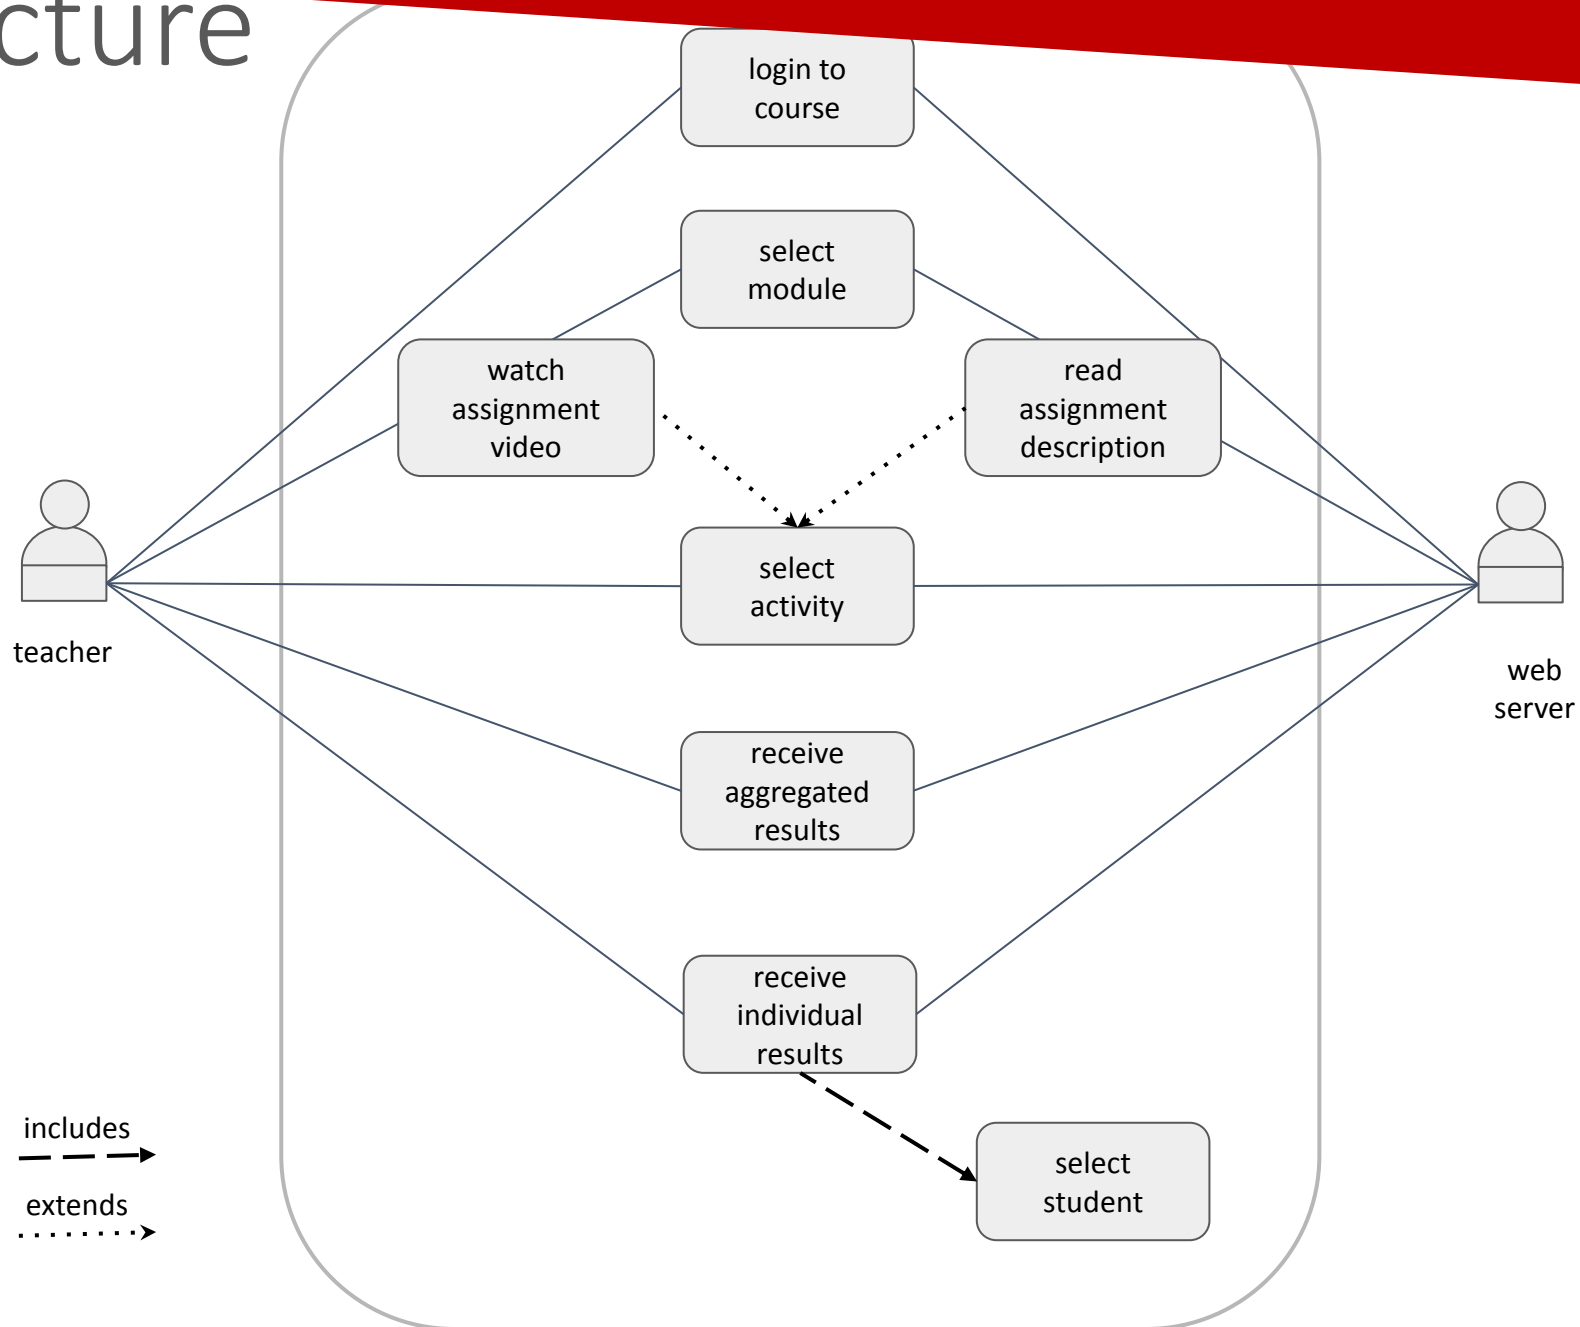 cture
login to
course
select
module
watch
assignment
video
read
assignment
description
select
activity
teacher
web
server
receive
aggregated
results
receive
individual
results
includes
extends
select
student